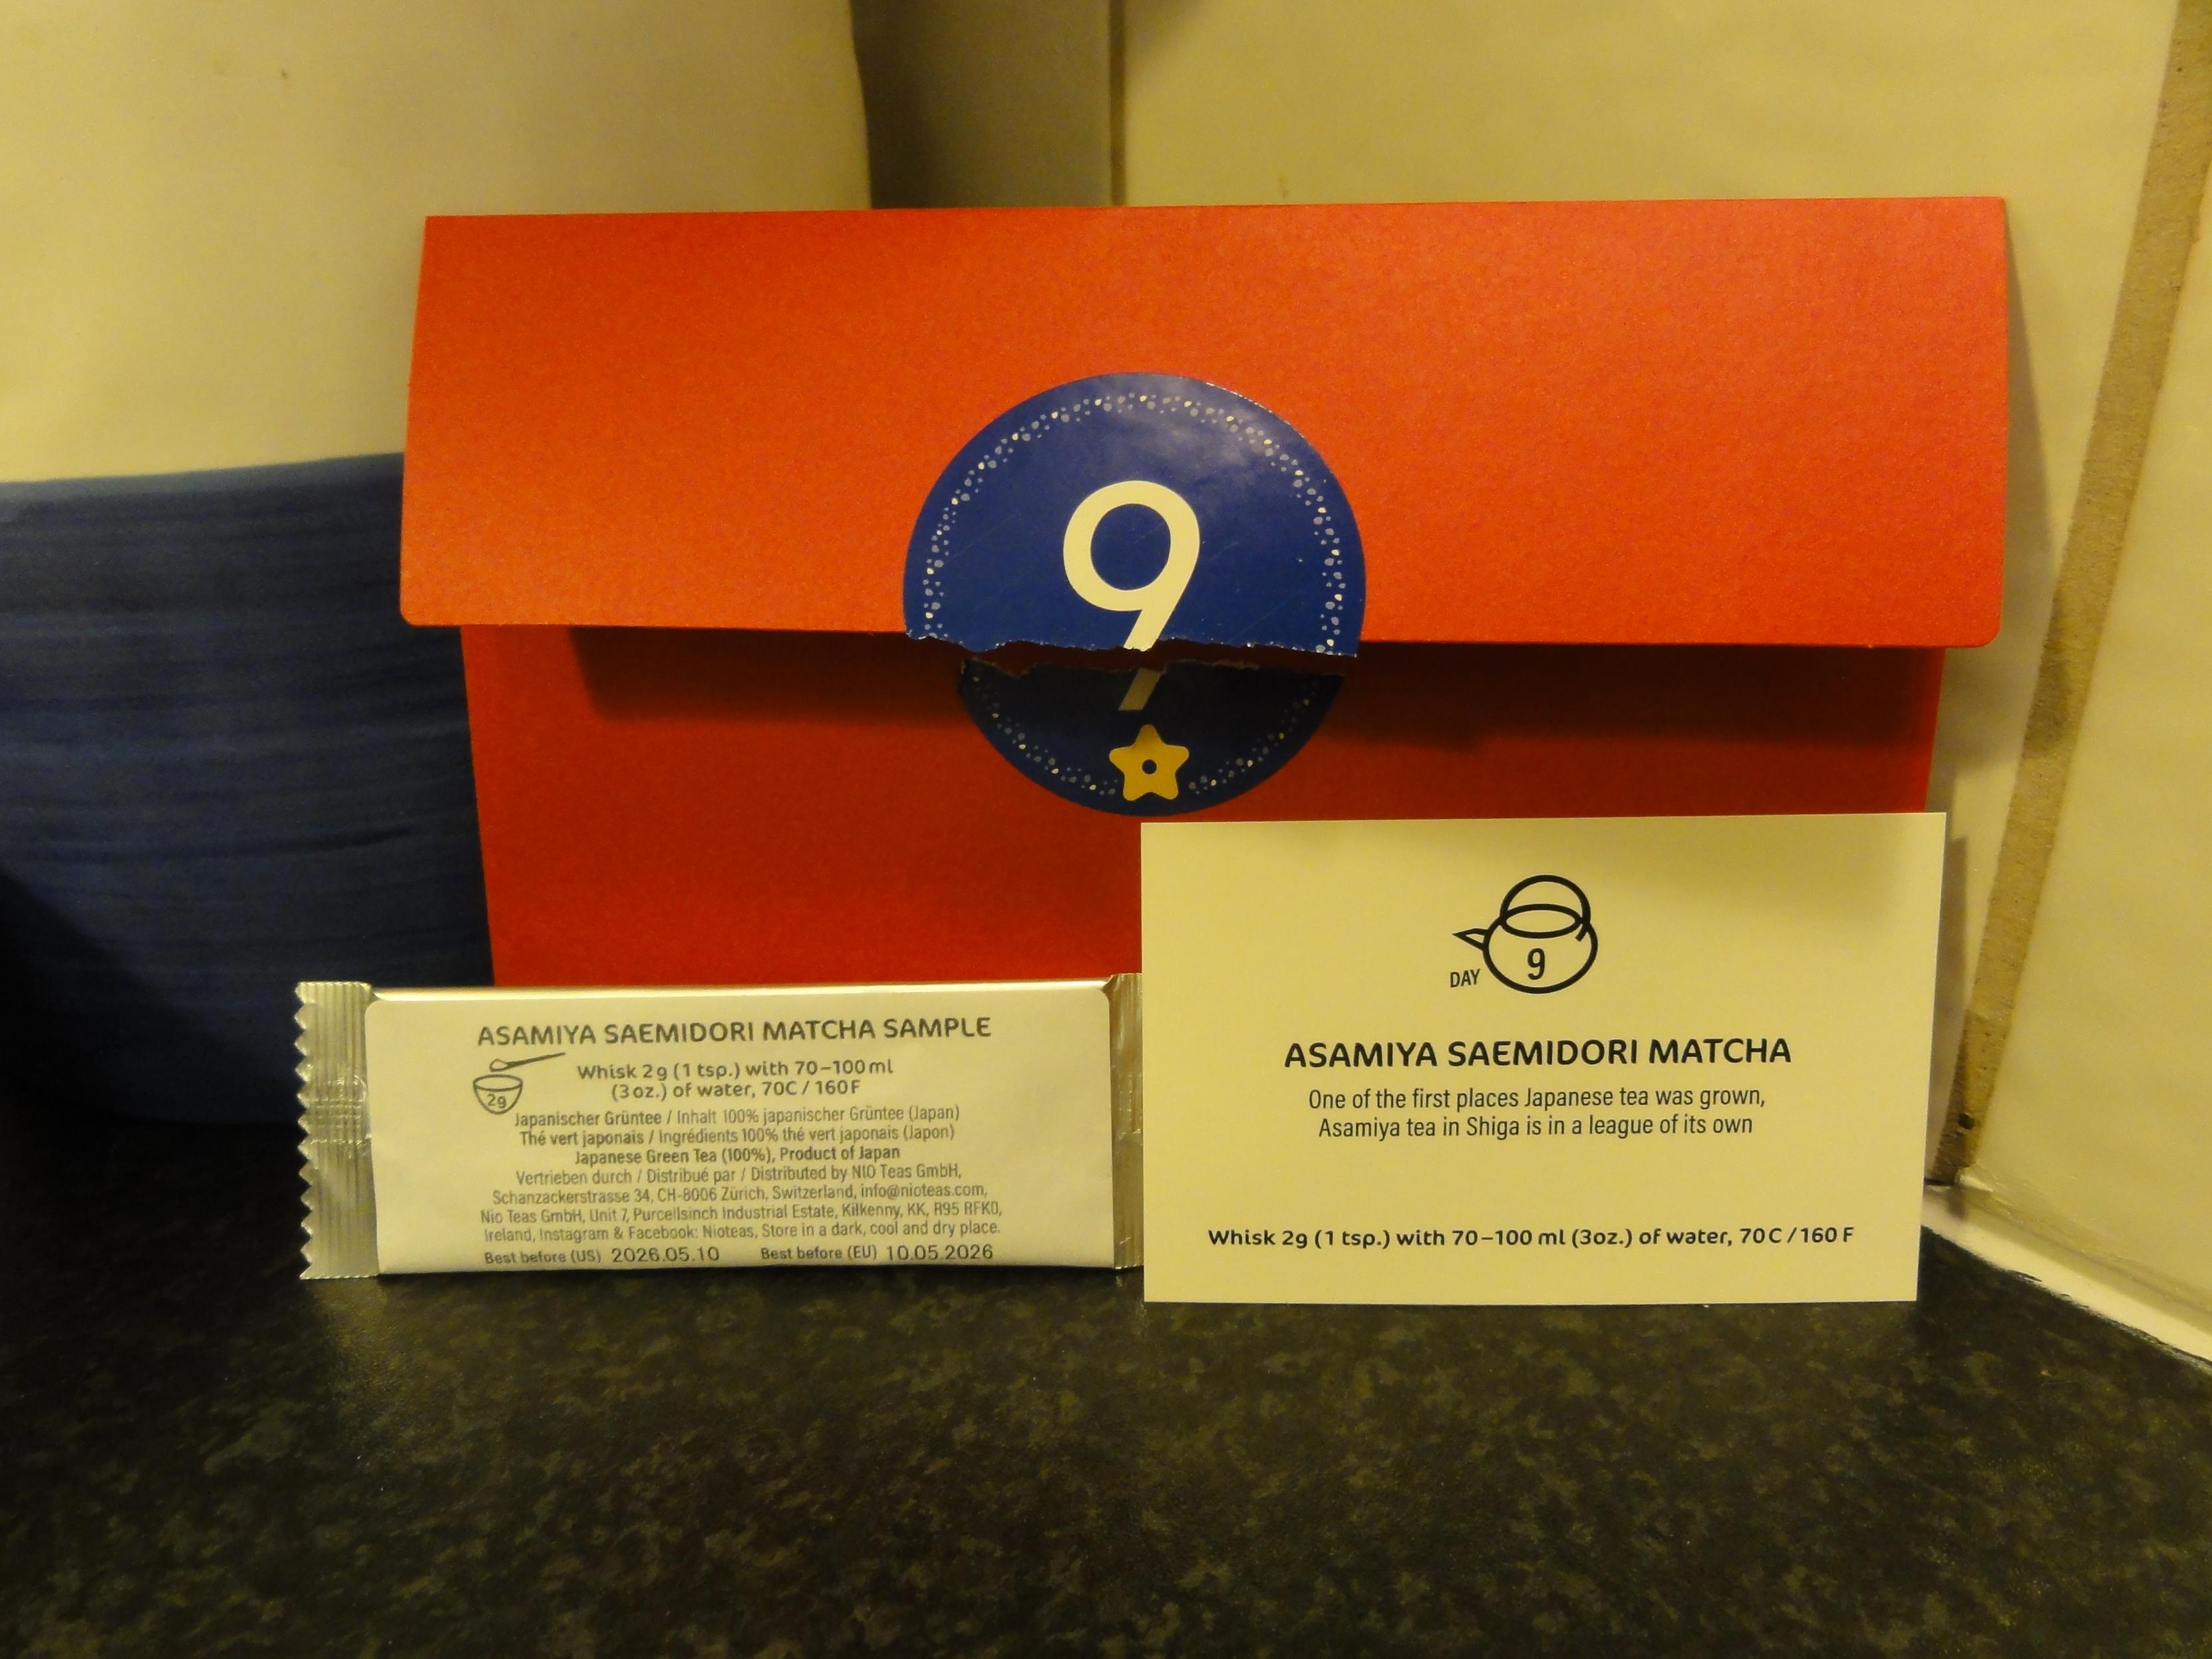 9
ASAMIYA SAEMIDORI MATCHA SAMPLE
2g
Whisk 2g (1 tsp.) with 70–100ml
(3oz.) of water, 70C / 160F
Japanischer Grüntee / Inhalt 100% japanischer Grüntee (Japan)
Thé vert japonais / Ingrédients 100% thé vert japonais (Japon)
Japanese Green Tea (100%), Product of Japan
Vertrieben durch / Distribué par / Distributed by NIO Teas GmbH,
Schanzackerstrasse 34, CH-8006 Zürich, Switzerland, info@nioteas.com,
Nio Teas GmbH, Unit 7, Purcellsinch Industrial Estate, Kilkenny, KK, R95 RFK0,
Ireland, Instagram & Facebook: Nioteas, Store in a dark, cool and dry place.
Best before (US) 2026.05.10 Best before (EU) 10.05.2026
DAY 9
ASAMIYA SAEMIDORI MATCHA
One of the first places Japanese tea was grown,
Asamiya tea in Shiga is in a league of its own
Whisk 2g (1 tsp.) with 70–100 ml (3oz.) of water, 70C / 160 F